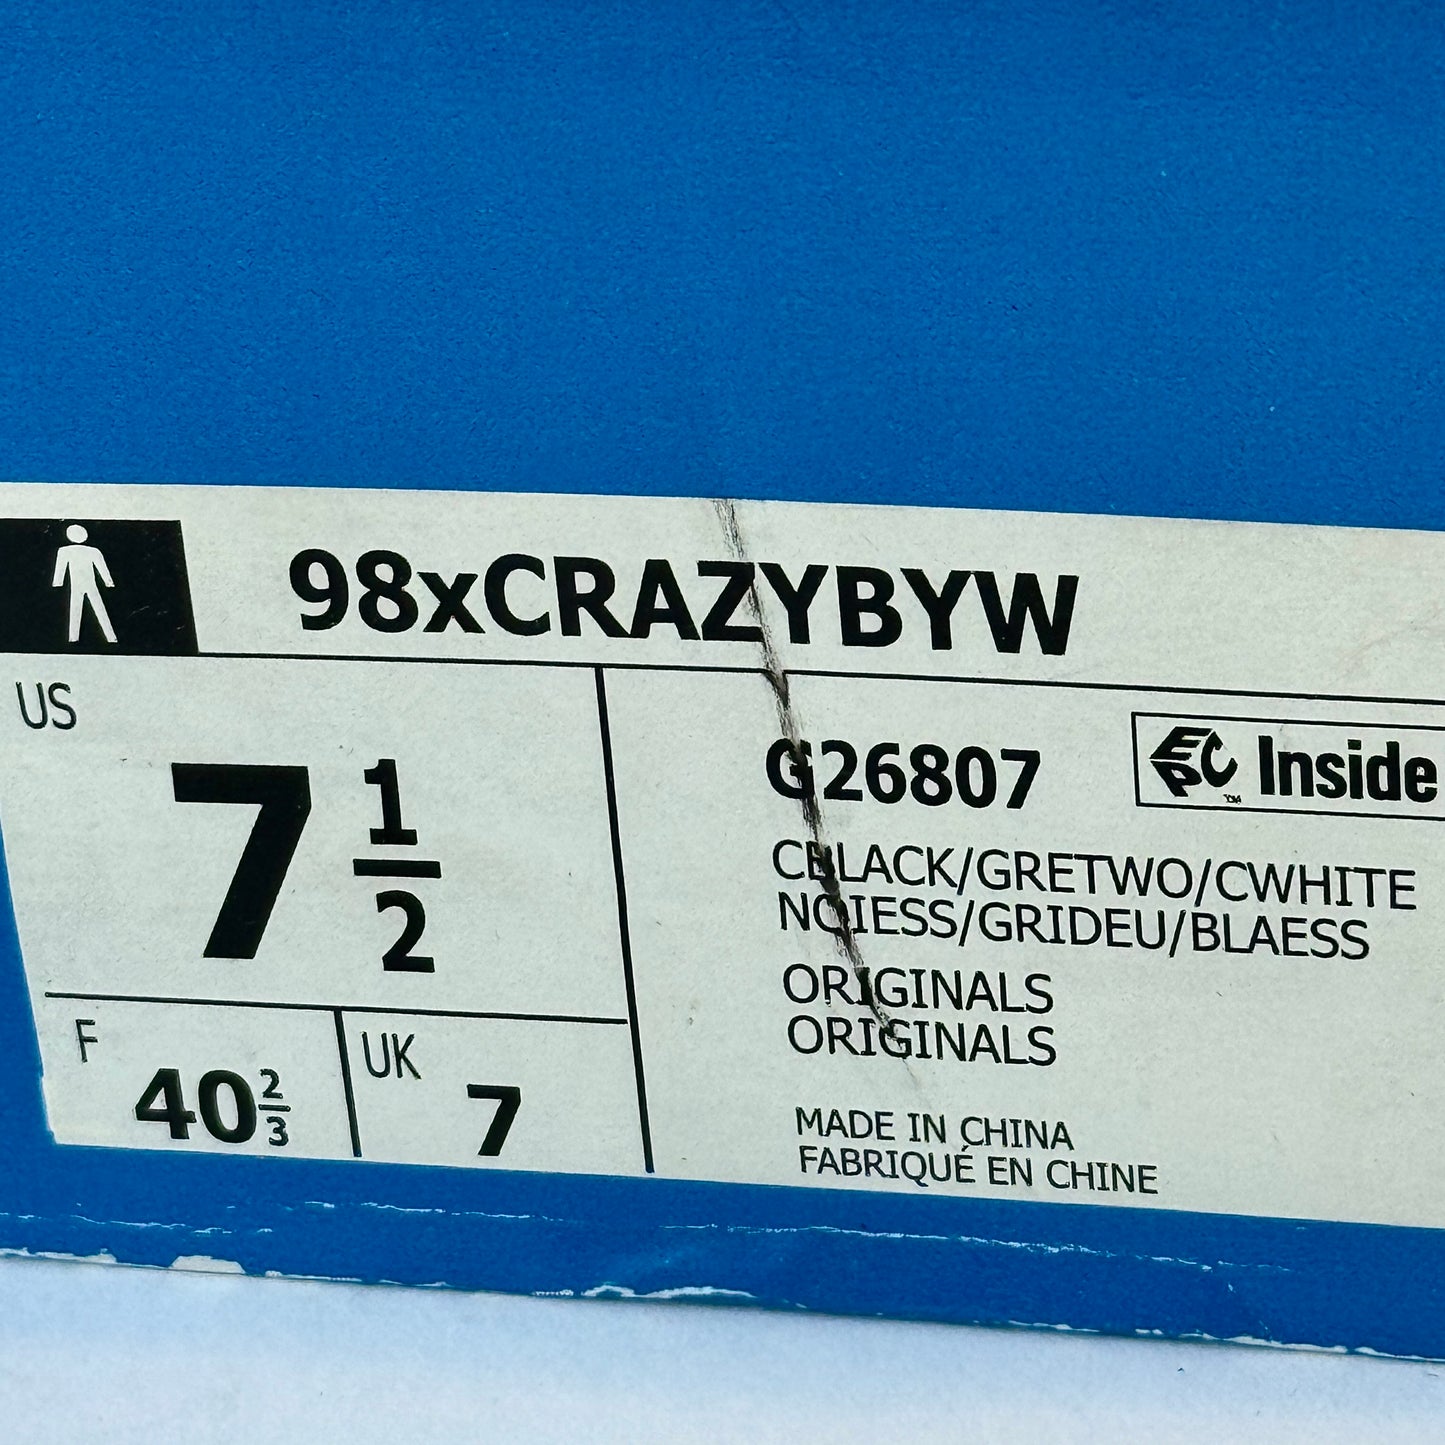 98xCRAZYBYW
US
7 1/2
F
40 2/3
UK
7
G26807
EPC™ Inside
CBLACK/GRETWO/CWHITE
NOIESS/GRIDEU/BLAESS
ORIGINALS
ORIGINALS
MADE IN CHINA
FABRIQUÉ EN CHINE